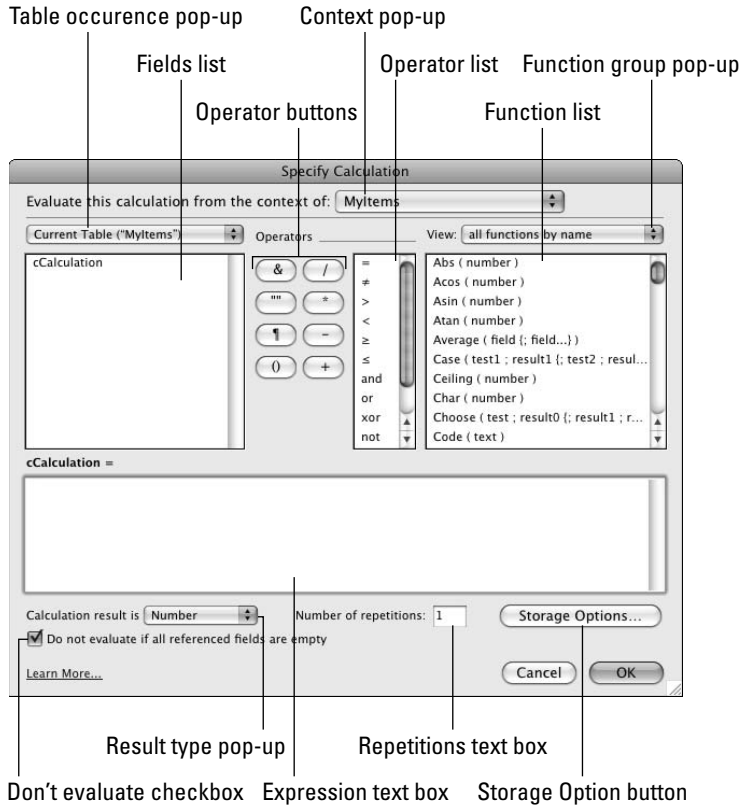 Table occurence pop-up
Context pop-up
Fields list
Operator list
Function group pop-up
Operator buttons
Function list
Specify Calculation
Evaluate this calculation from the context of: MyItems
Current Table ("MyItems")
Operators
View: all functions by name
cCalculation
& /
"" *
¶ -
() +
=
≠
>
<
≥
≤
and
or
xor
not
Abs ( number )
Acos ( number )
Asin ( number )
Atan ( number )
Average ( field {; field...} )
Case ( test1 ; result1 {; test2 ; resul...
Ceiling ( number )
Char ( number )
Choose ( test ; result0 {; result1 ; r...
Code ( text )
cCalculation =
Calculation result is Number
Number of repetitions: 1
Storage Options...
Do not evaluate if all referenced fields are empty
Learn More...
Cancel
OK
Result type pop-up
Repetitions text box
Don't evaluate checkbox
Expression text box
Storage Option button